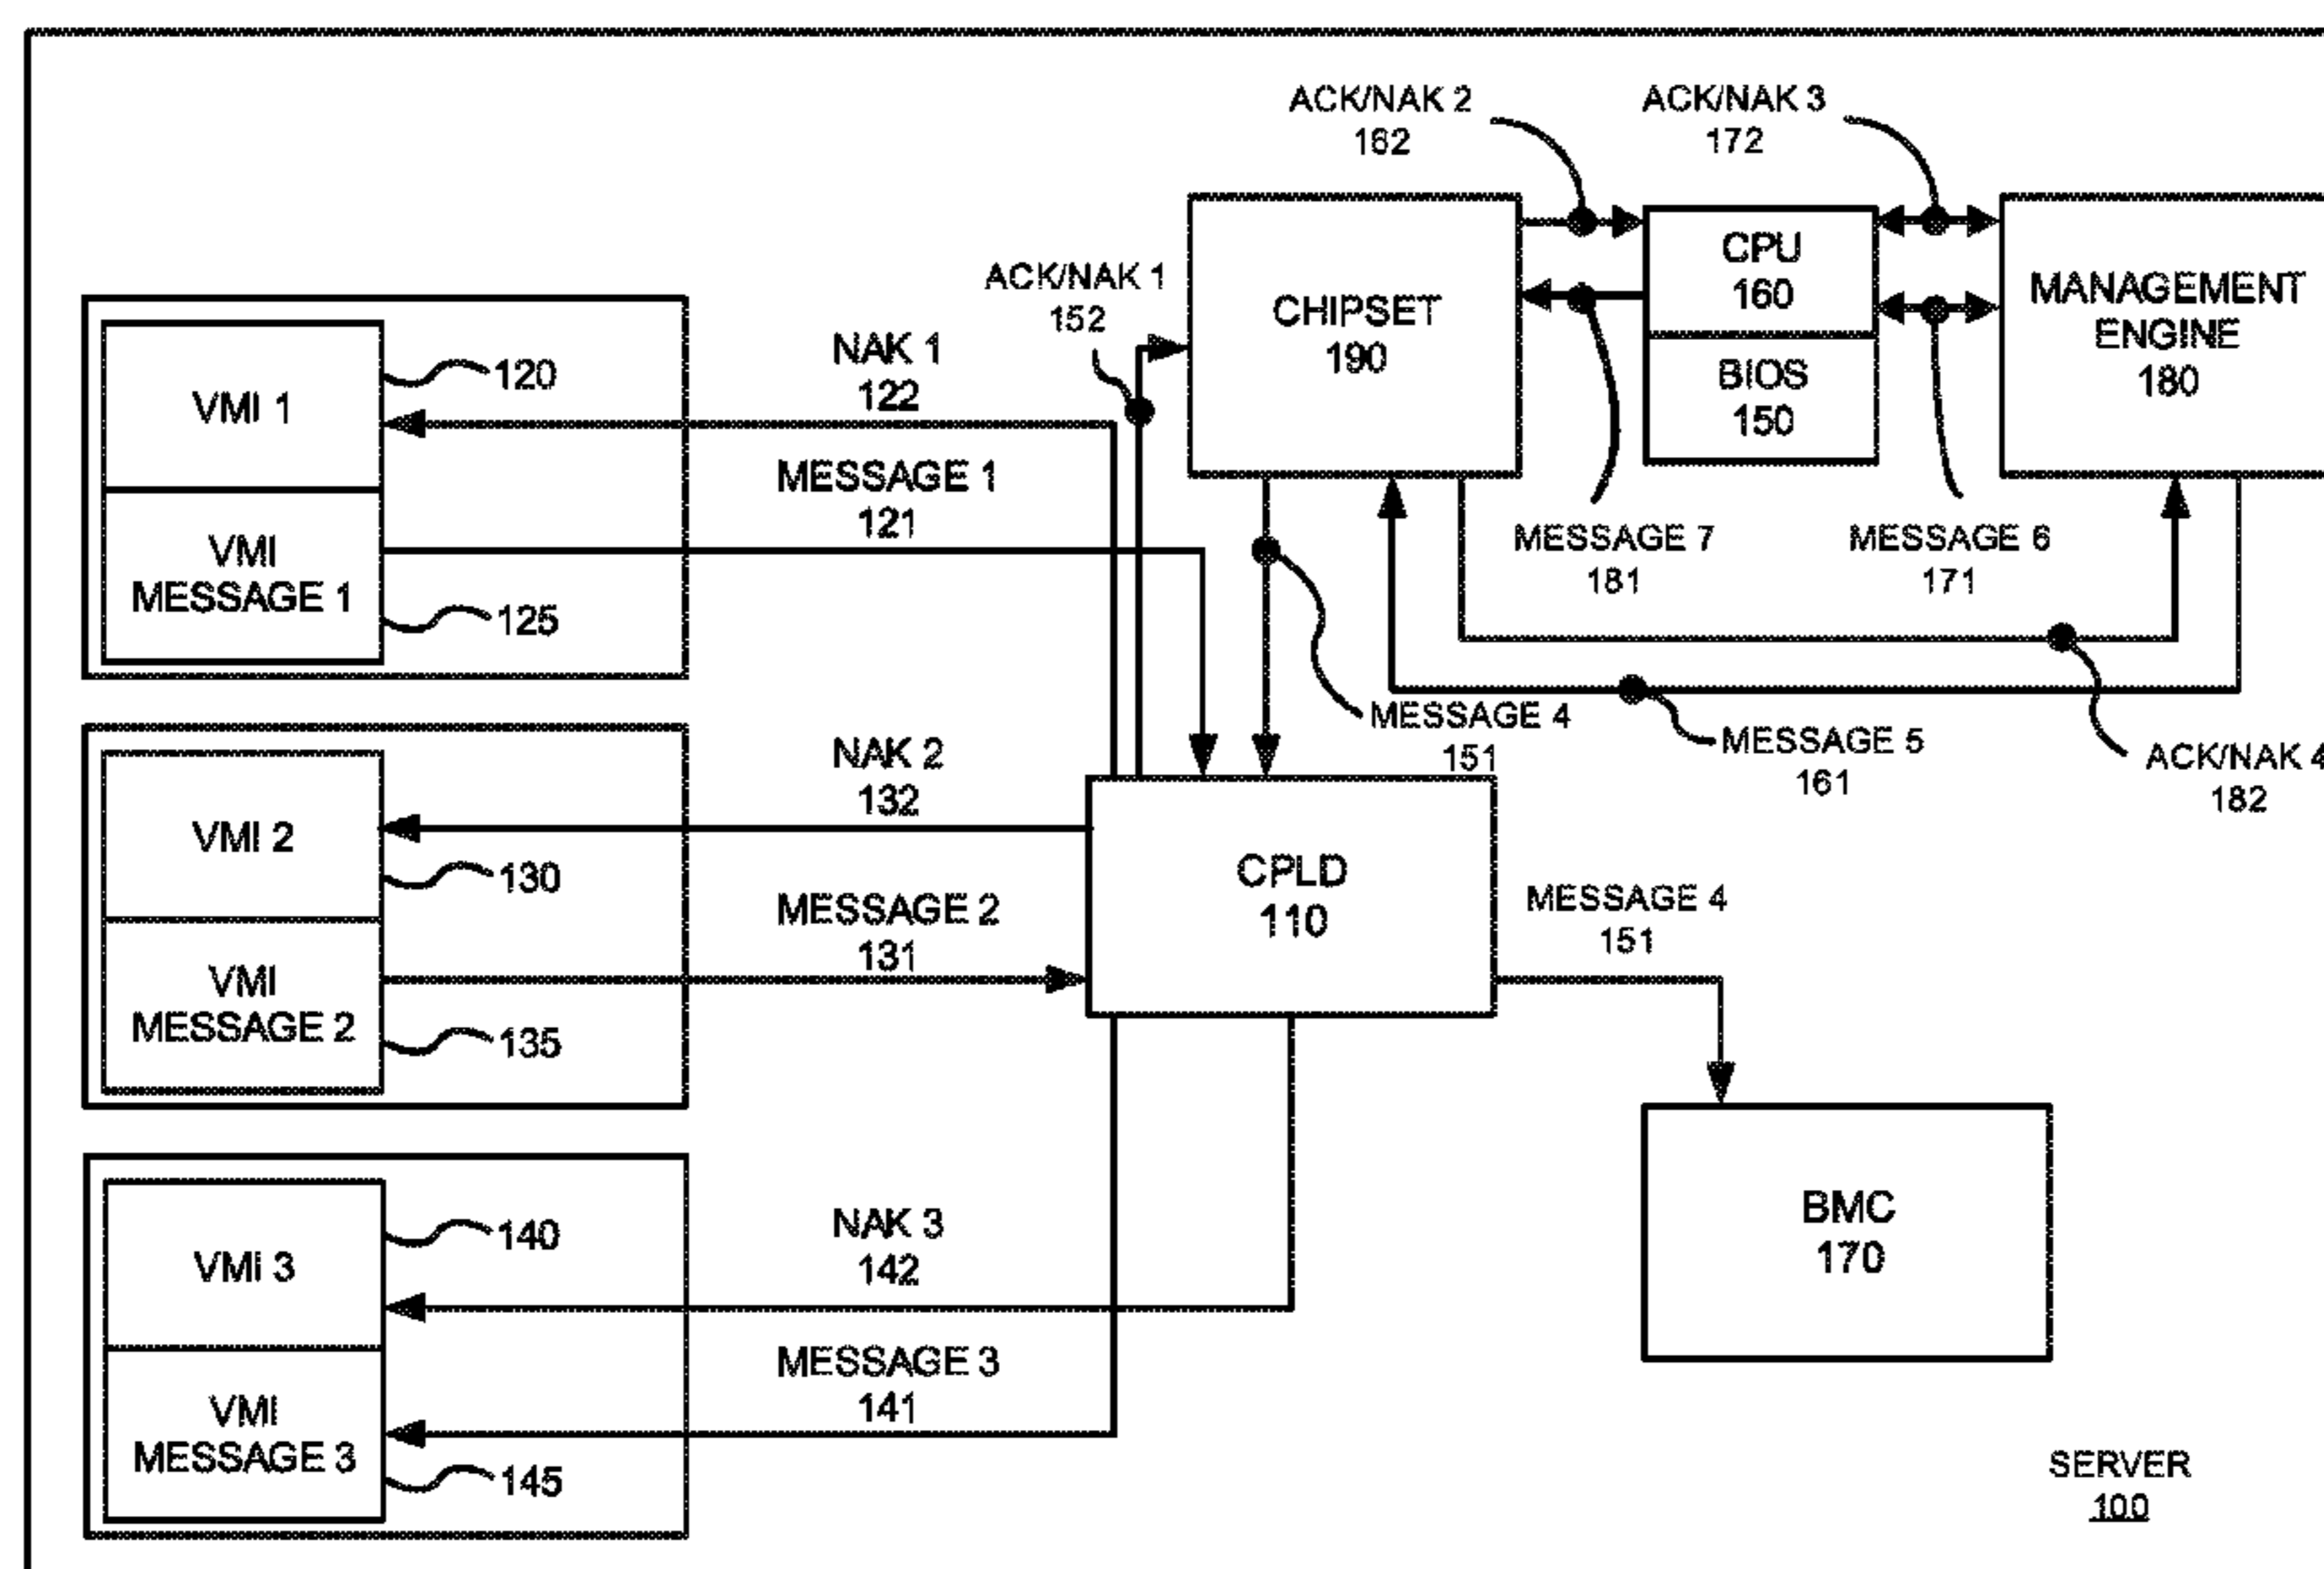 ACK/NAK 2
162
ACK/NAK 3
172
ACK/NAK 1
152
CHIPSET
190
CPU
160
BIOS
150
MANAGEMENT
ENGINE
180
VMI 1
120
VMI
MESSAGE 1
125
NAK 1
122
MESSAGE 1
121
MESSAGE 7
181
MESSAGE 6
171
MESSAGE 4
151
MESSAGE 5
161
ACK/NAK 4
182
VMI 2
130
VMI
MESSAGE 2
135
NAK 2
132
MESSAGE 2
131
CPLD
110
MESSAGE 4
151
BMC
170
VMI 3
140
VMI
MESSAGE 3
145
NAK 3
142
MESSAGE 3
141
SERVER
100